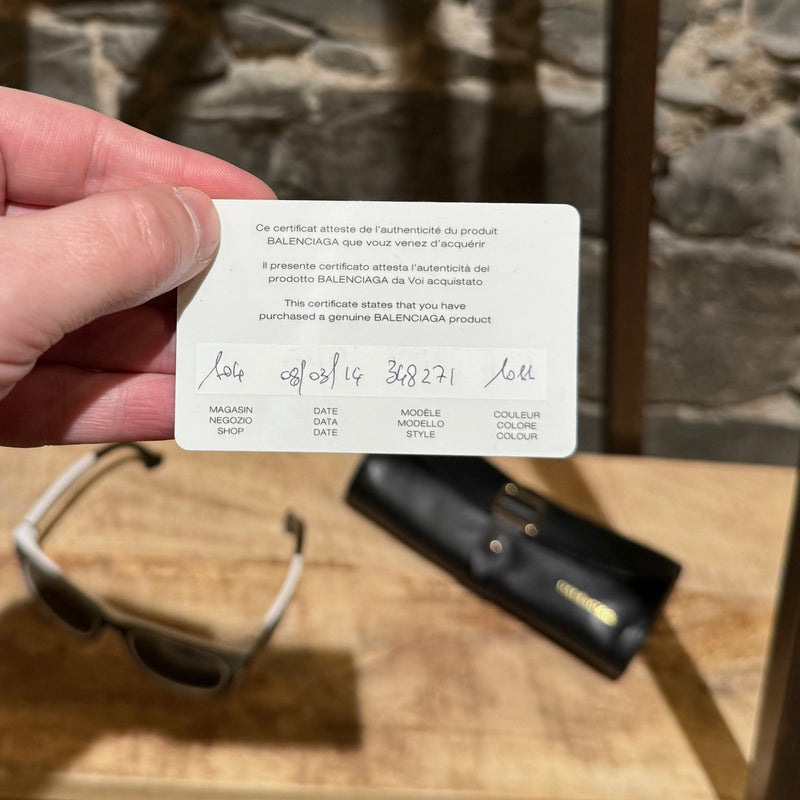 Ce certificat atteste de l'authenticité du produit
BALENCIAGA que vouz venez d'acquérir
Il presente certificato attesta l'autenticità del
prodotto BALENCIAGA da Voi acquistato
This certificate states that you have
purchased a genuine BALENCIAGA product
08/03/14 348271
MAGASIN DATE MODÈLE COULEUR
NEGOZIO DATA MODELLO COLORE
SHOP DATE STYLE COLOUR